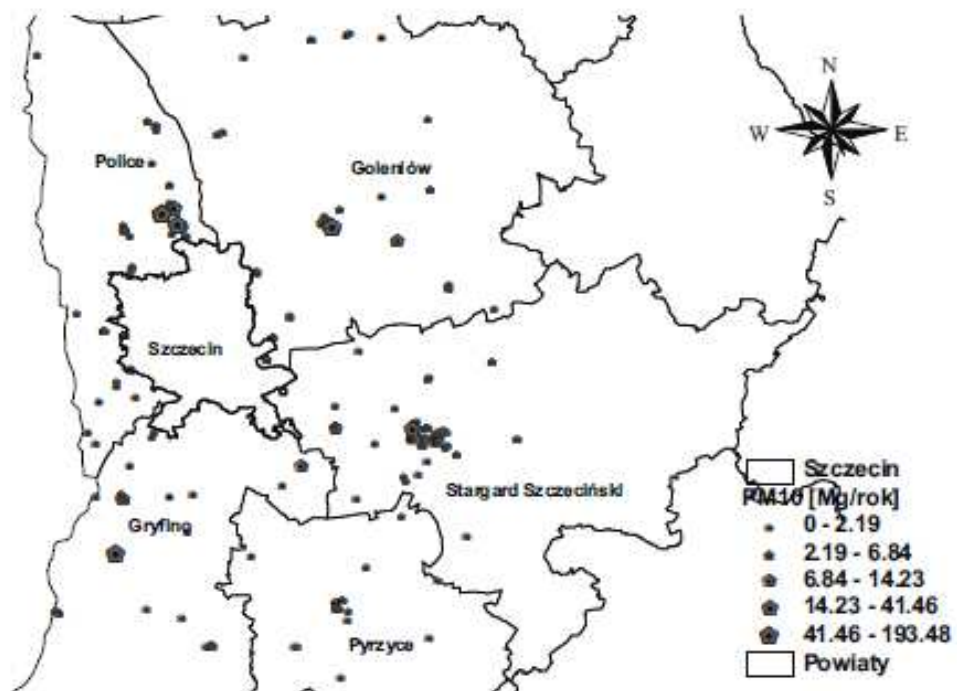 N
W E
S
Police
Goleniów
Szczecin
Stargard Szczeciński
Gryfino
Pyrzyce
Szczecin
PM10 [Mg/rok]
0 - 2.19
2.19 - 6.84
6.84 - 14.23
14.23 - 41.46
41.46 - 193.48
Powiaty